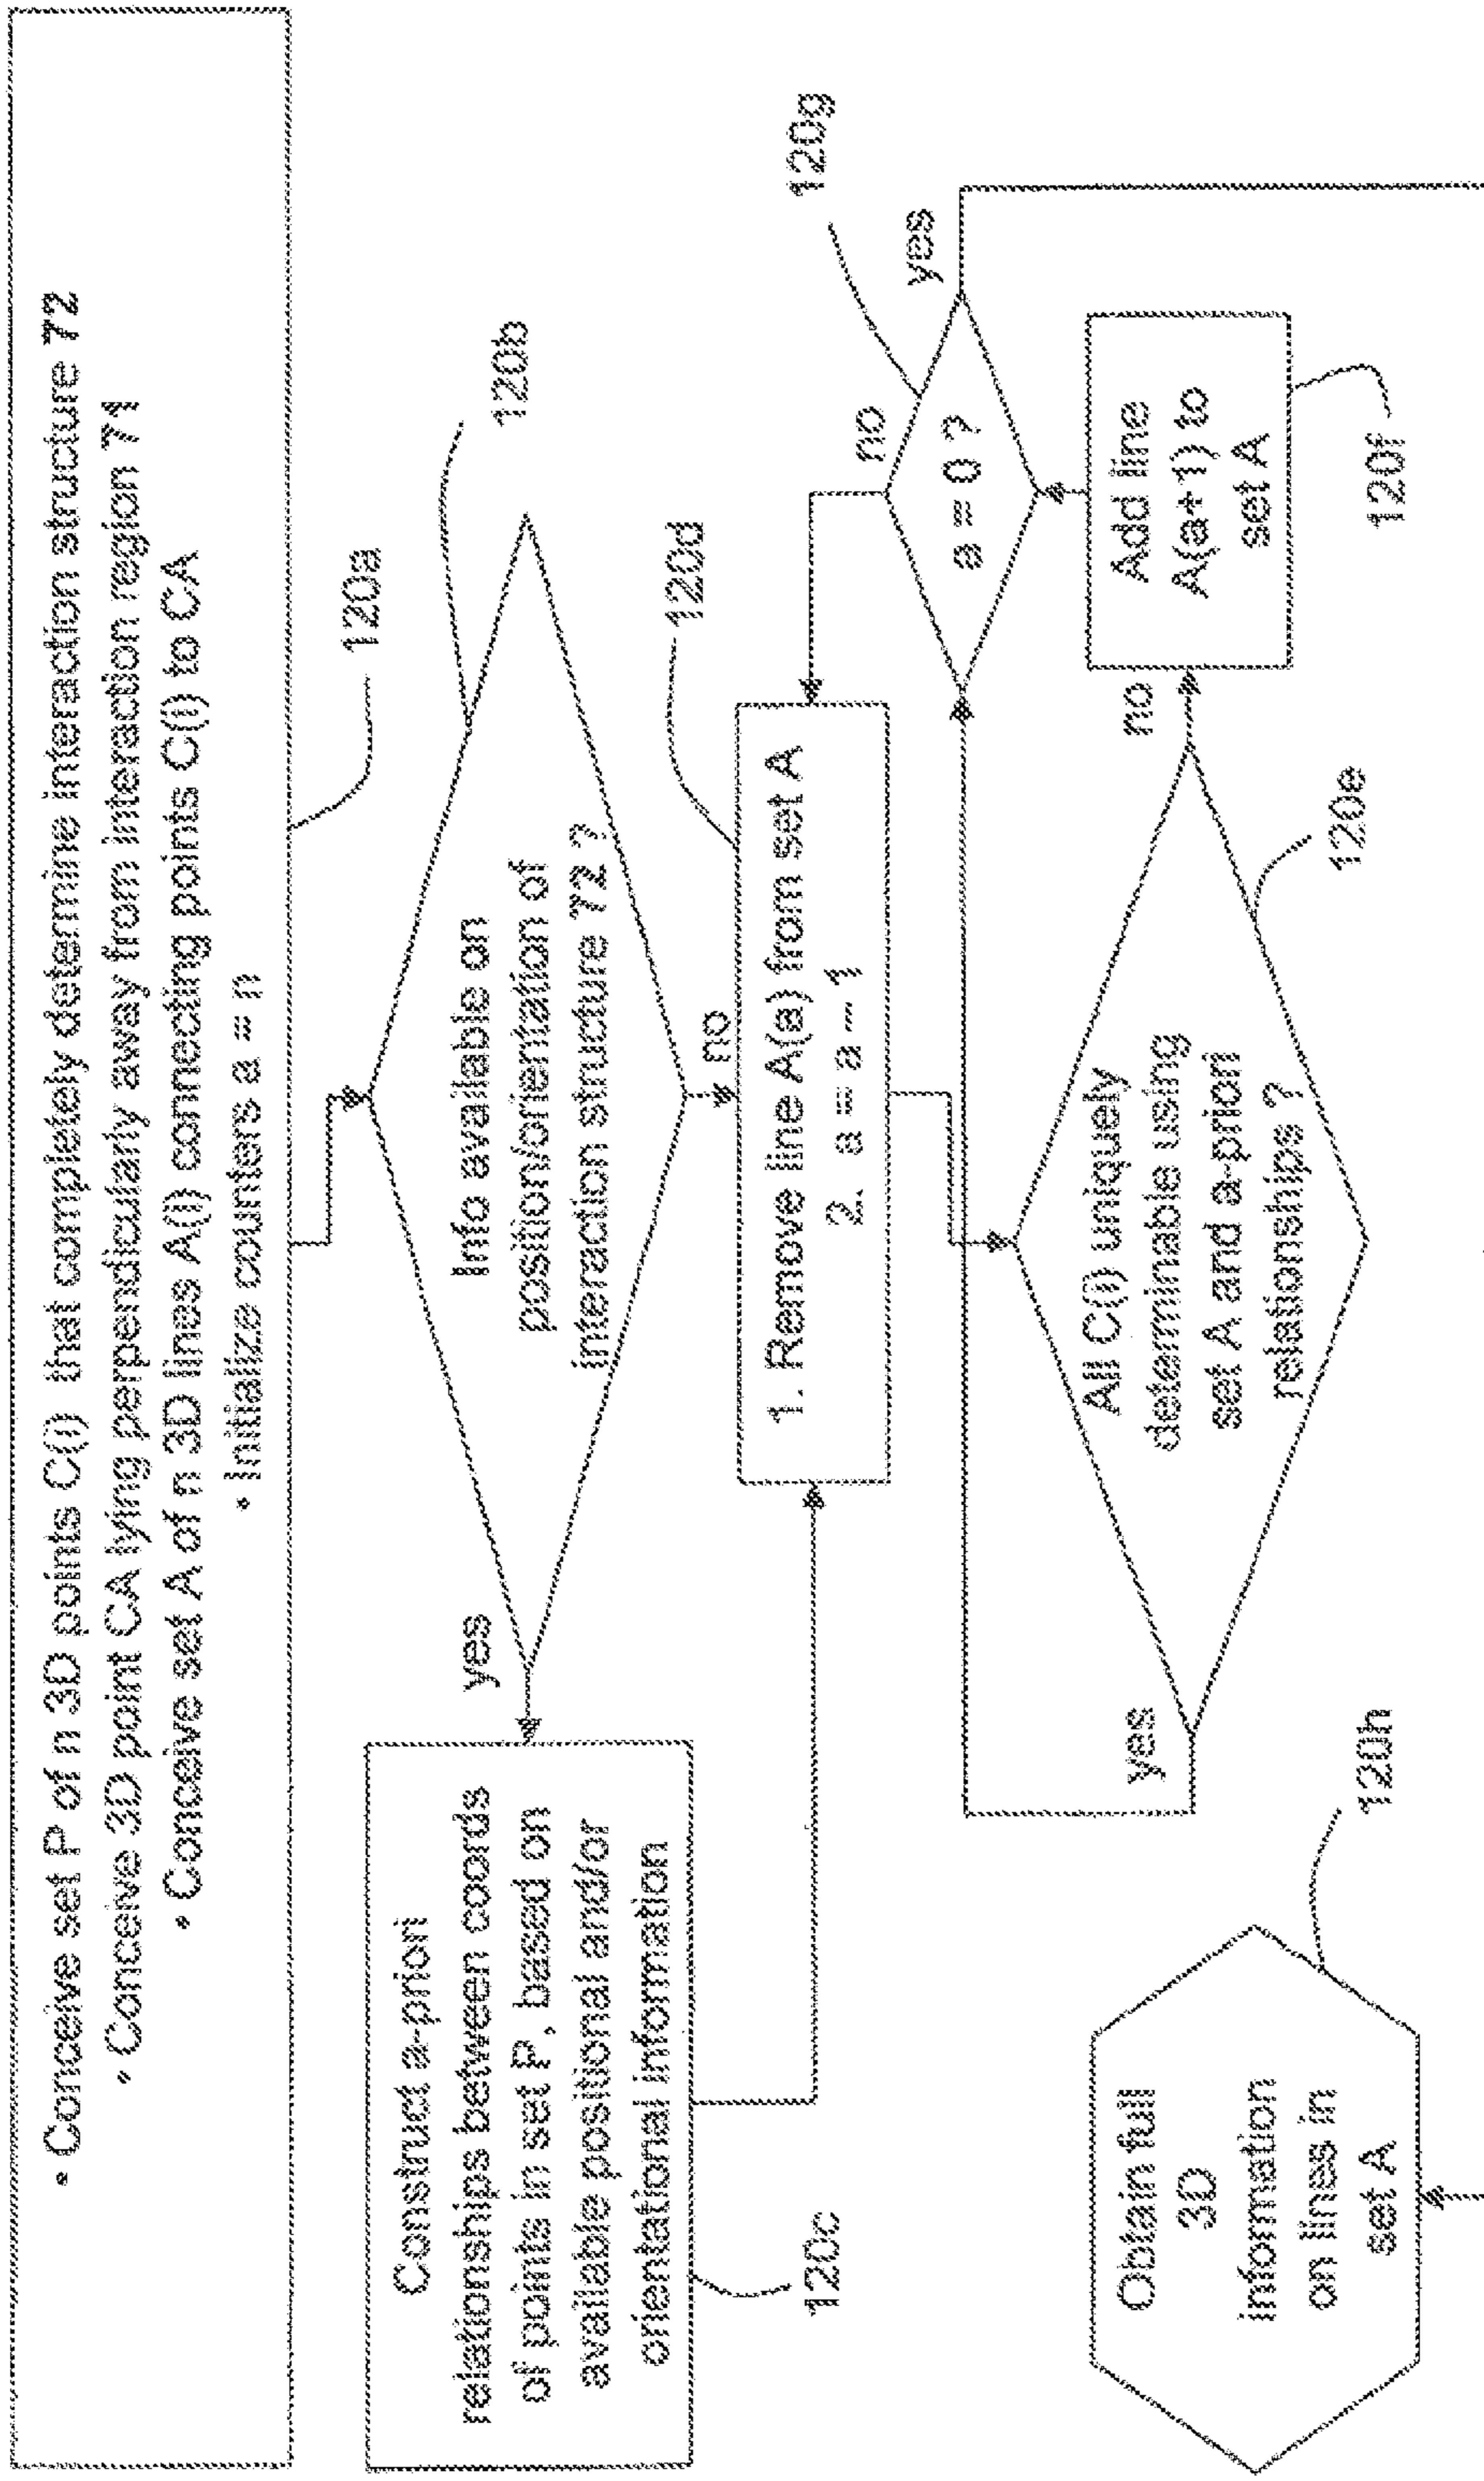 • Conceive set P of n 3D points C(i) that completely determine interaction structure 72
• Conceive 3D point CA lying perpendicularly away from interaction region 71
• Conceive set A of n 3D lines A(i) connecting points C(i) to CA
• Initialize counters a = n
120a
Info available on
position/orientation of
interaction structure 72 ?
120b
yes
no
Construct a-priori
relationships between coords
of points in set P, based on
available positional and/or
orientational information
120c
1. Remove line A(a) from set A
2. a = a – 1
120d
a = 0 ?
120g
no
yes
All C(i) uniquely
determinable using
set A and a-priori
relationships ?
120e
yes
no
Add line
A(a+1) to
set A
120f
Obtain full
3D
information
on lines in
set A
120h